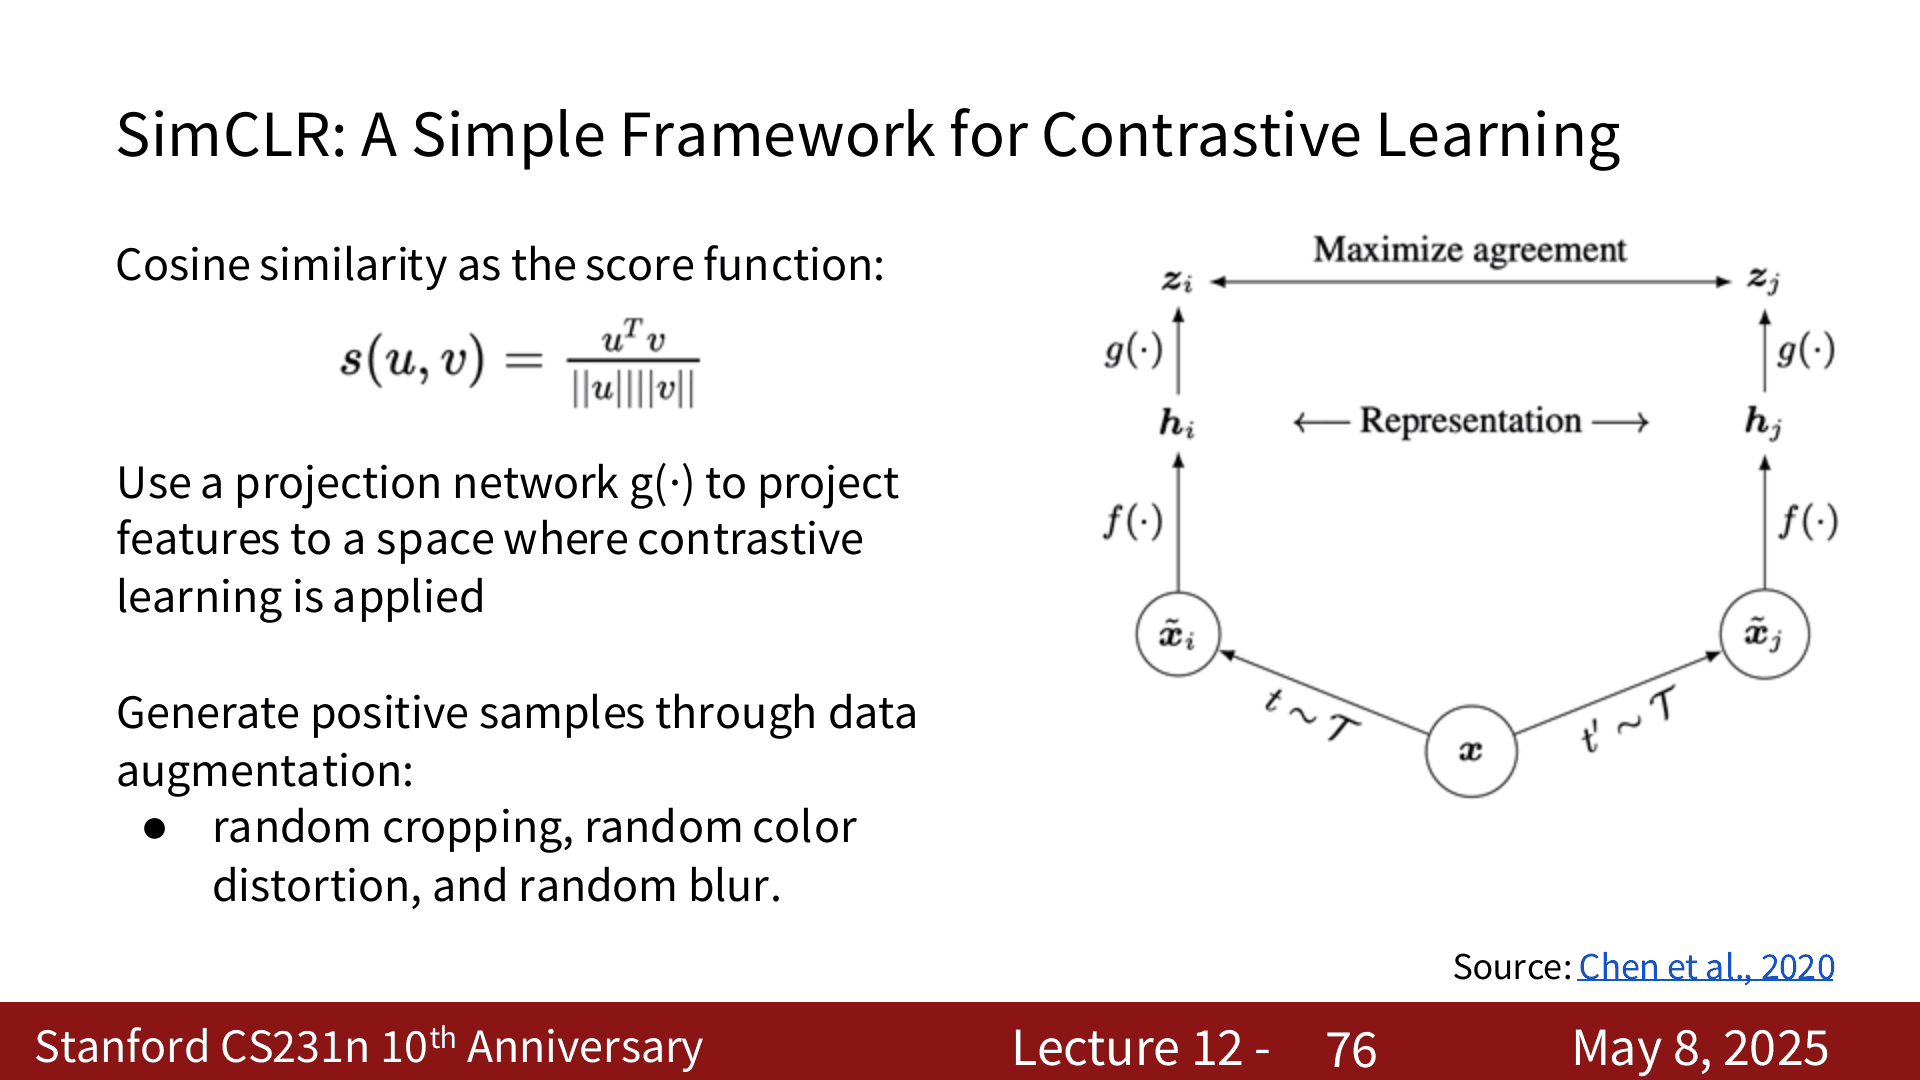 SimCLR: A Simple Framework for Contrastive Learning
Cosine similarity as the score function:
s(u, v) = u^T v / ||u||||v||
Use a projection network g(·) to project
features to a space where contrastive
learning is applied
Generate positive samples through data
augmentation:
● random cropping, random color
distortion, and random blur.
Maximize agreement
z_i z_j
g(·) g(·)
h_i ← Representation → h_j
f(·) f(·)
x̃_i x̃_j
t ~ 𝒯 t' ~ 𝒯
x
Source: Chen et al., 2020
Stanford CS231n 10th Anniversary Lecture 12 - 76 May 8, 2025